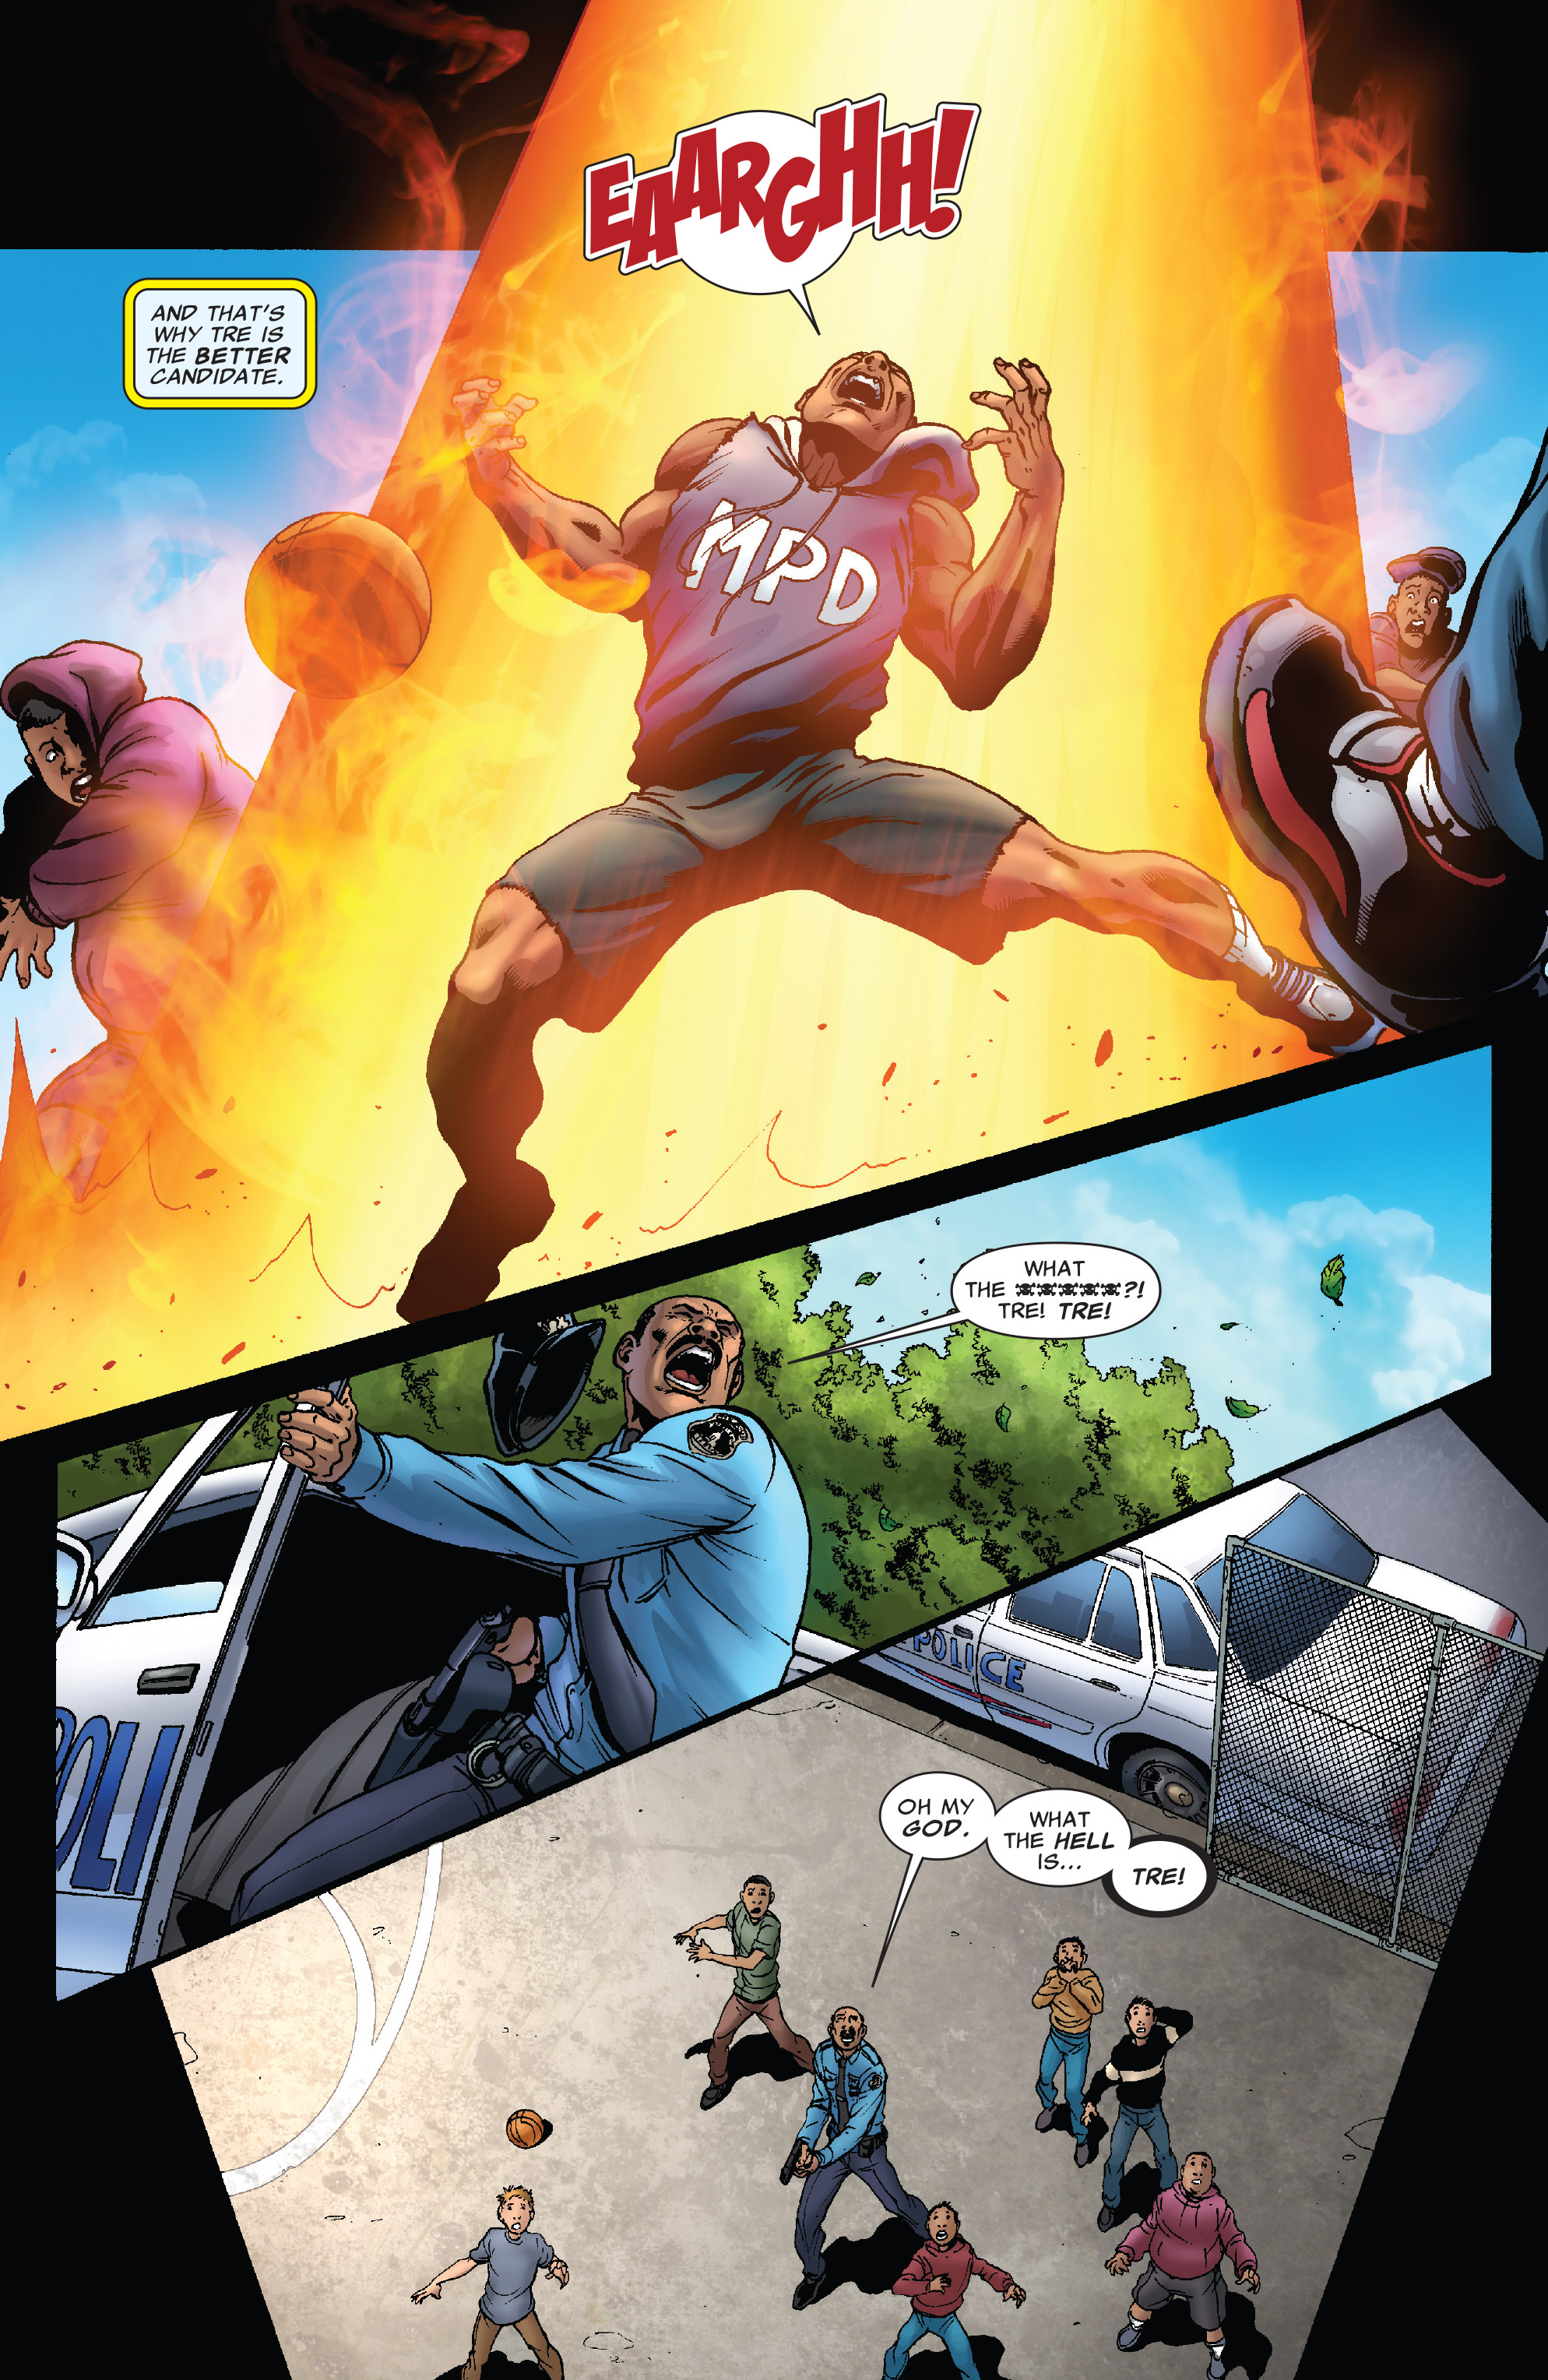 EAARGHH!
AND THAT'S
WHY TRE IS
THE BETTER
CANDIDATE.
MPD
WHAT
THE ☠☠☠☠☠?!
TRE! TRE!
POLI
POLICE
OH MY
GOD.
WHAT
THE HELL
IS...
TRE!